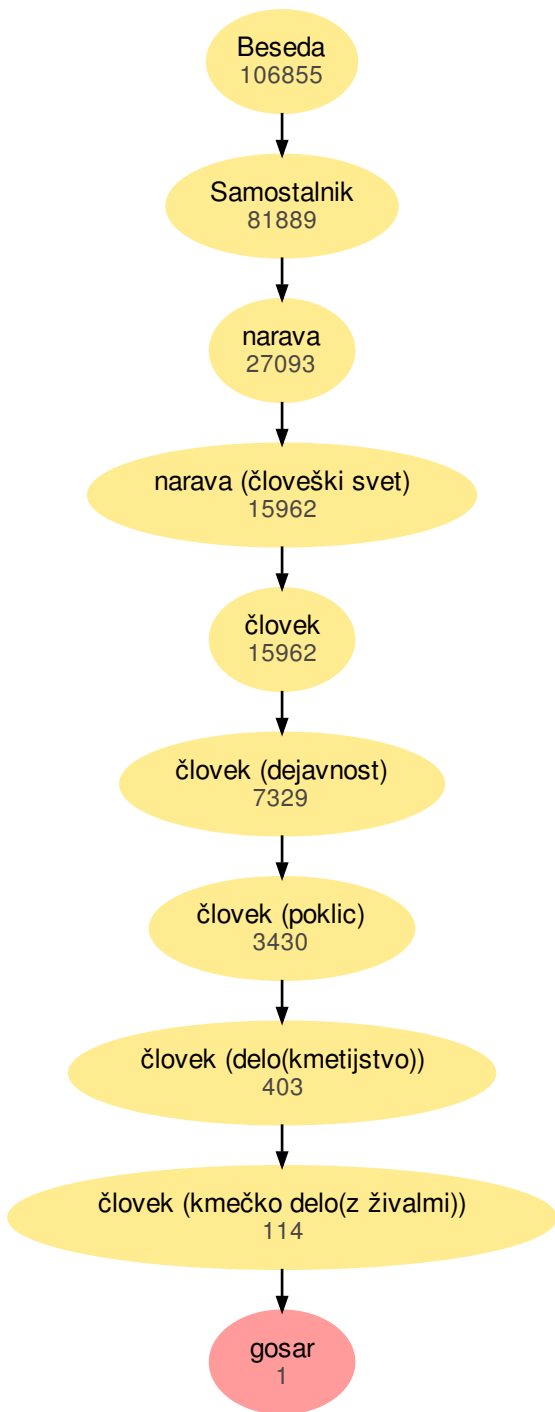 Beseda
106855
Samostalnik
81889
narava
27093
narava (človeški svet)
15962
človek
15962
človek (dejavnost)
7329
človek (poklic)
3430
človek (delo(kmetijstvo))
403
človek (kmečko delo(z živalmi))
114
gosar
1